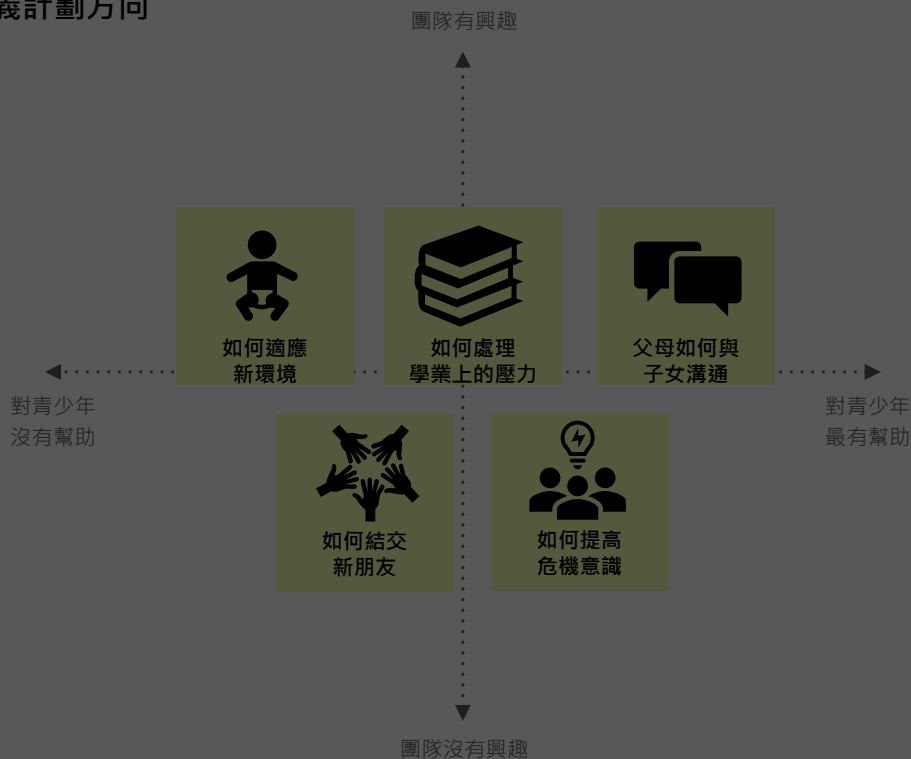 義計劃方向
團隊有興趣
如何適應
新環境
如何處理
學業上的壓力
父母如何與
子女溝通
對青少年
沒有幫助
對青少年
最有幫助
如何結交
新朋友
如何提高
危機意識
團隊沒有興趣